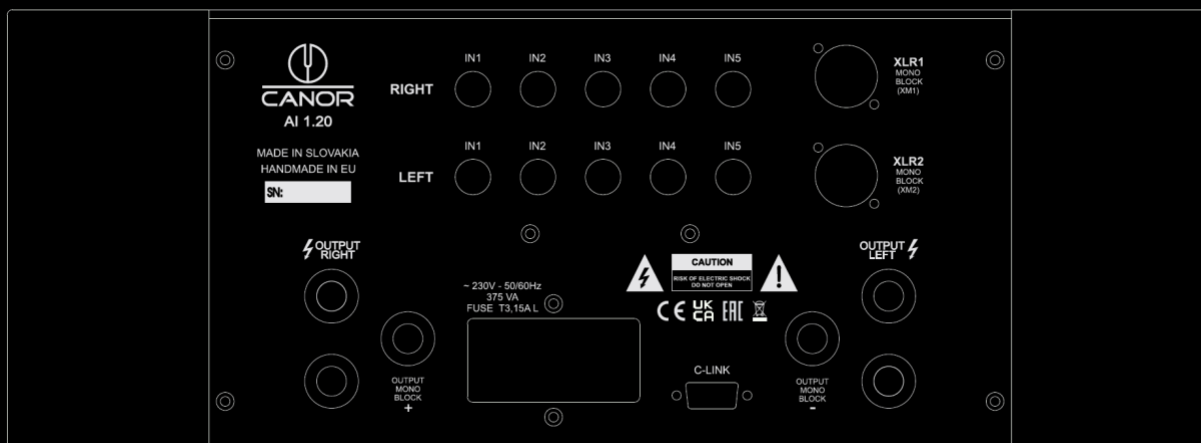 CANOR
AI 1.20
MADE IN SLOVAKIA
HANDMADE IN EU
SN:
RIGHT
IN1 IN2 IN3 IN4 IN5
LEFT
IN1 IN2 IN3 IN4 IN5
XLR1
MONO
BLOCK
(XM1)
XLR2
MONO
BLOCK
(XM2)
OUTPUT
RIGHT
OUTPUT
MONO
BLOCK
+
~ 230V - 50/60Hz
375 VA
FUSE T3,15A L
CAUTION
RISK OF ELECTRIC SHOCK
DO NOT OPEN
CE UK CA EAC
C-LINK
OUTPUT
LEFT
OUTPUT
MONO
BLOCK
-